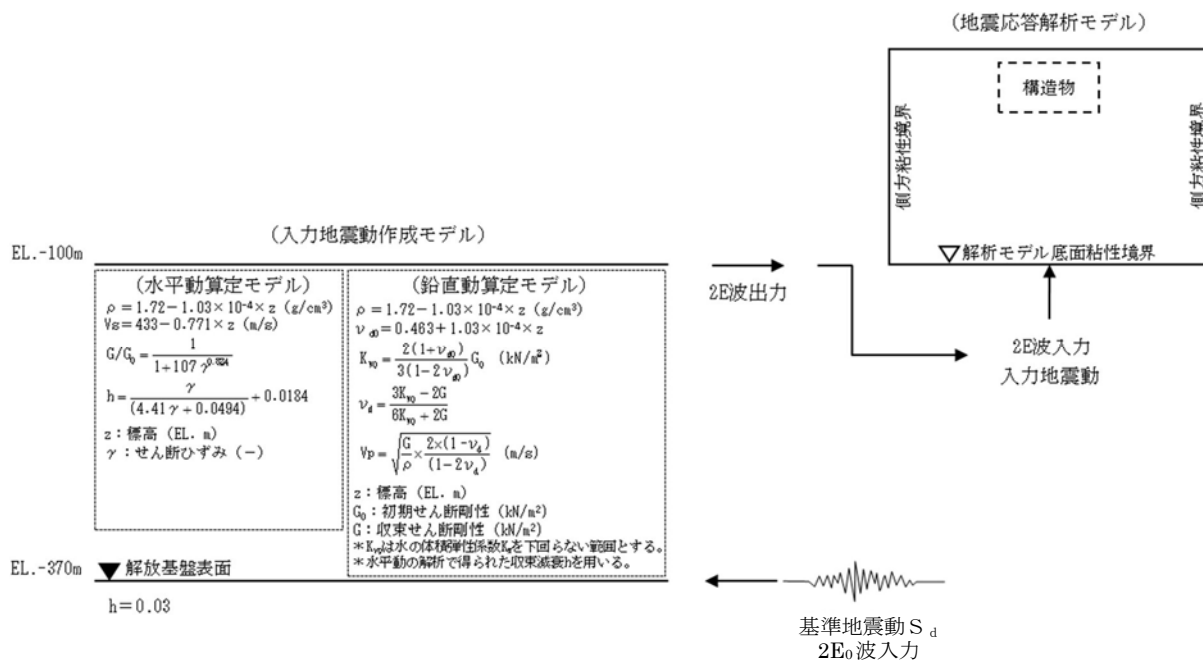 (地震応答解析モデル)
構造物
側方粘性境界
側方粘性境界
▽解析モデル底面粘性境界
(入力地震動作成モデル)
EL.-100m
2E波出力
2E波入力
入力地震動
(水平動算定モデル)
ρ=1.72-1.03×10⁻⁴×z (g/cm³)
Vs=433-0.771×z (m/s)
G/G₀=1/(1+107γ^0.824)
h=γ/(4.41γ+0.0494)+0.0184
z:標高 (EL. m)
γ:せん断ひずみ (-)
(鉛直動算定モデル)
ρ=1.72-1.03×10⁻⁴×z (g/cm³)
ν_d0=0.463+1.03×10⁻⁴×z
K_V0=2(1+ν_d0)/3(1-2ν_d0) G₀ (kN/m²)
ν_d=(3K_V0-2G)/(6K_V0+2G)
Vp=√(G/ρ×2×(1-ν_d)/(1-2ν_d)) (m/s)
z:標高 (EL. m)
G₀:初期せん断剛性 (kN/m²)
G:収束せん断剛性 (kN/m²)
*K_V0は水の体積弾性係数K_fを下回らない範囲とする。
*水平動の解析で得られた収束減衰hを用いる。
EL.-370m
▼解放基盤表面
h=0.03
基準地震動S_d
2E₀波入力